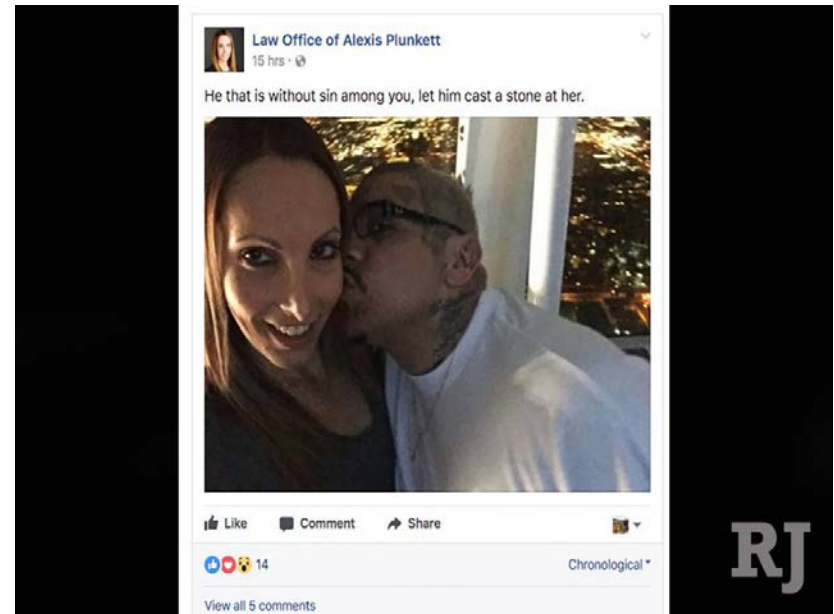 Law Office of Alexis Plunkett
15 hrs ·
He that is without sin among you, let him cast a stone at her.
Like Comment Share
14 Chronological
View all 5 comments
RJ